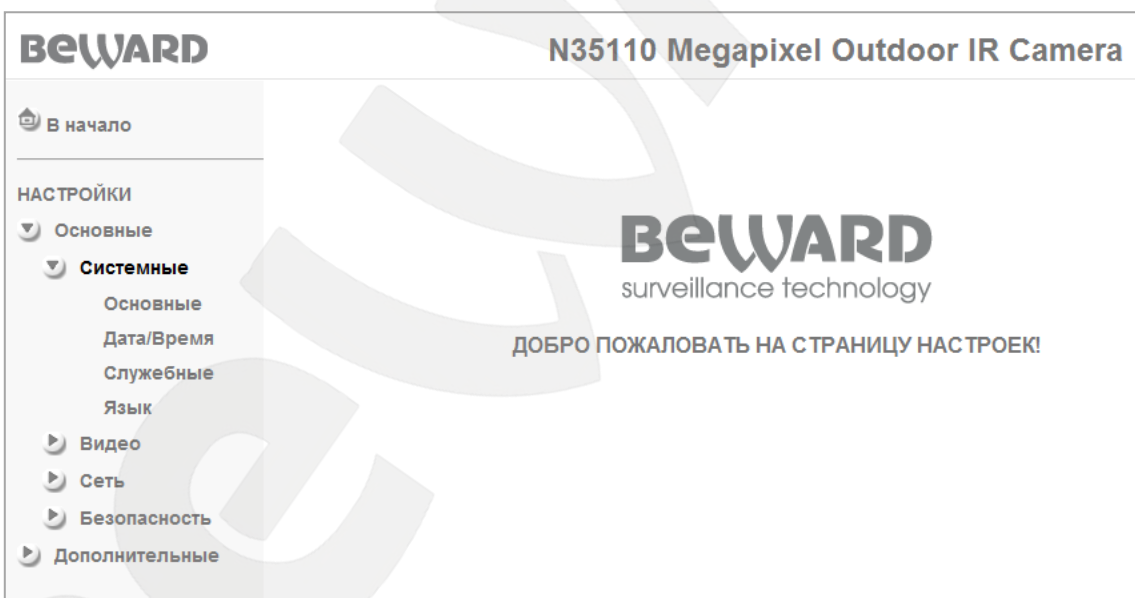 BEWARD
N35110 Megapixel Outdoor IR Camera
В начало
НАСТРОЙКИ
Основные
Системные
Основные
Дата/Время
Служебные
Язык
Видео
Сеть
Безопасность
Дополнительные
BEWARD
surveillance technology
ДОБРО ПОЖАЛОВАТЬ НА СТРАНИЦУ НАСТРОЕК!